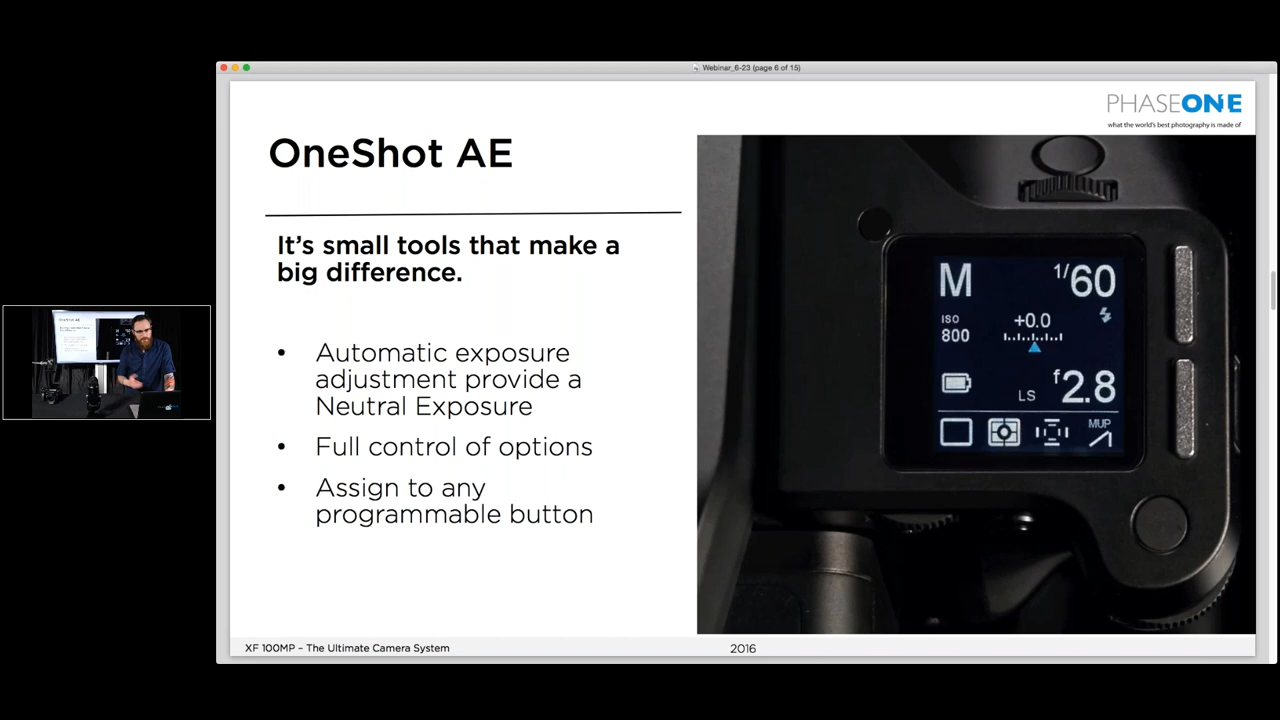 Webinar_6-23 (page 6 of 15)
PHASEONE
what the world's best photography is made of
OneShot AE
It's small tools that make a
big difference.
• Automatic exposure
adjustment provide a
Neutral Exposure
• Full control of options
• Assign to any
programmable button
M 1/60
ISO
800
+0.0
LS f2.8
MUP
XF 100MP – The Ultimate Camera System
2016
OneShot AE